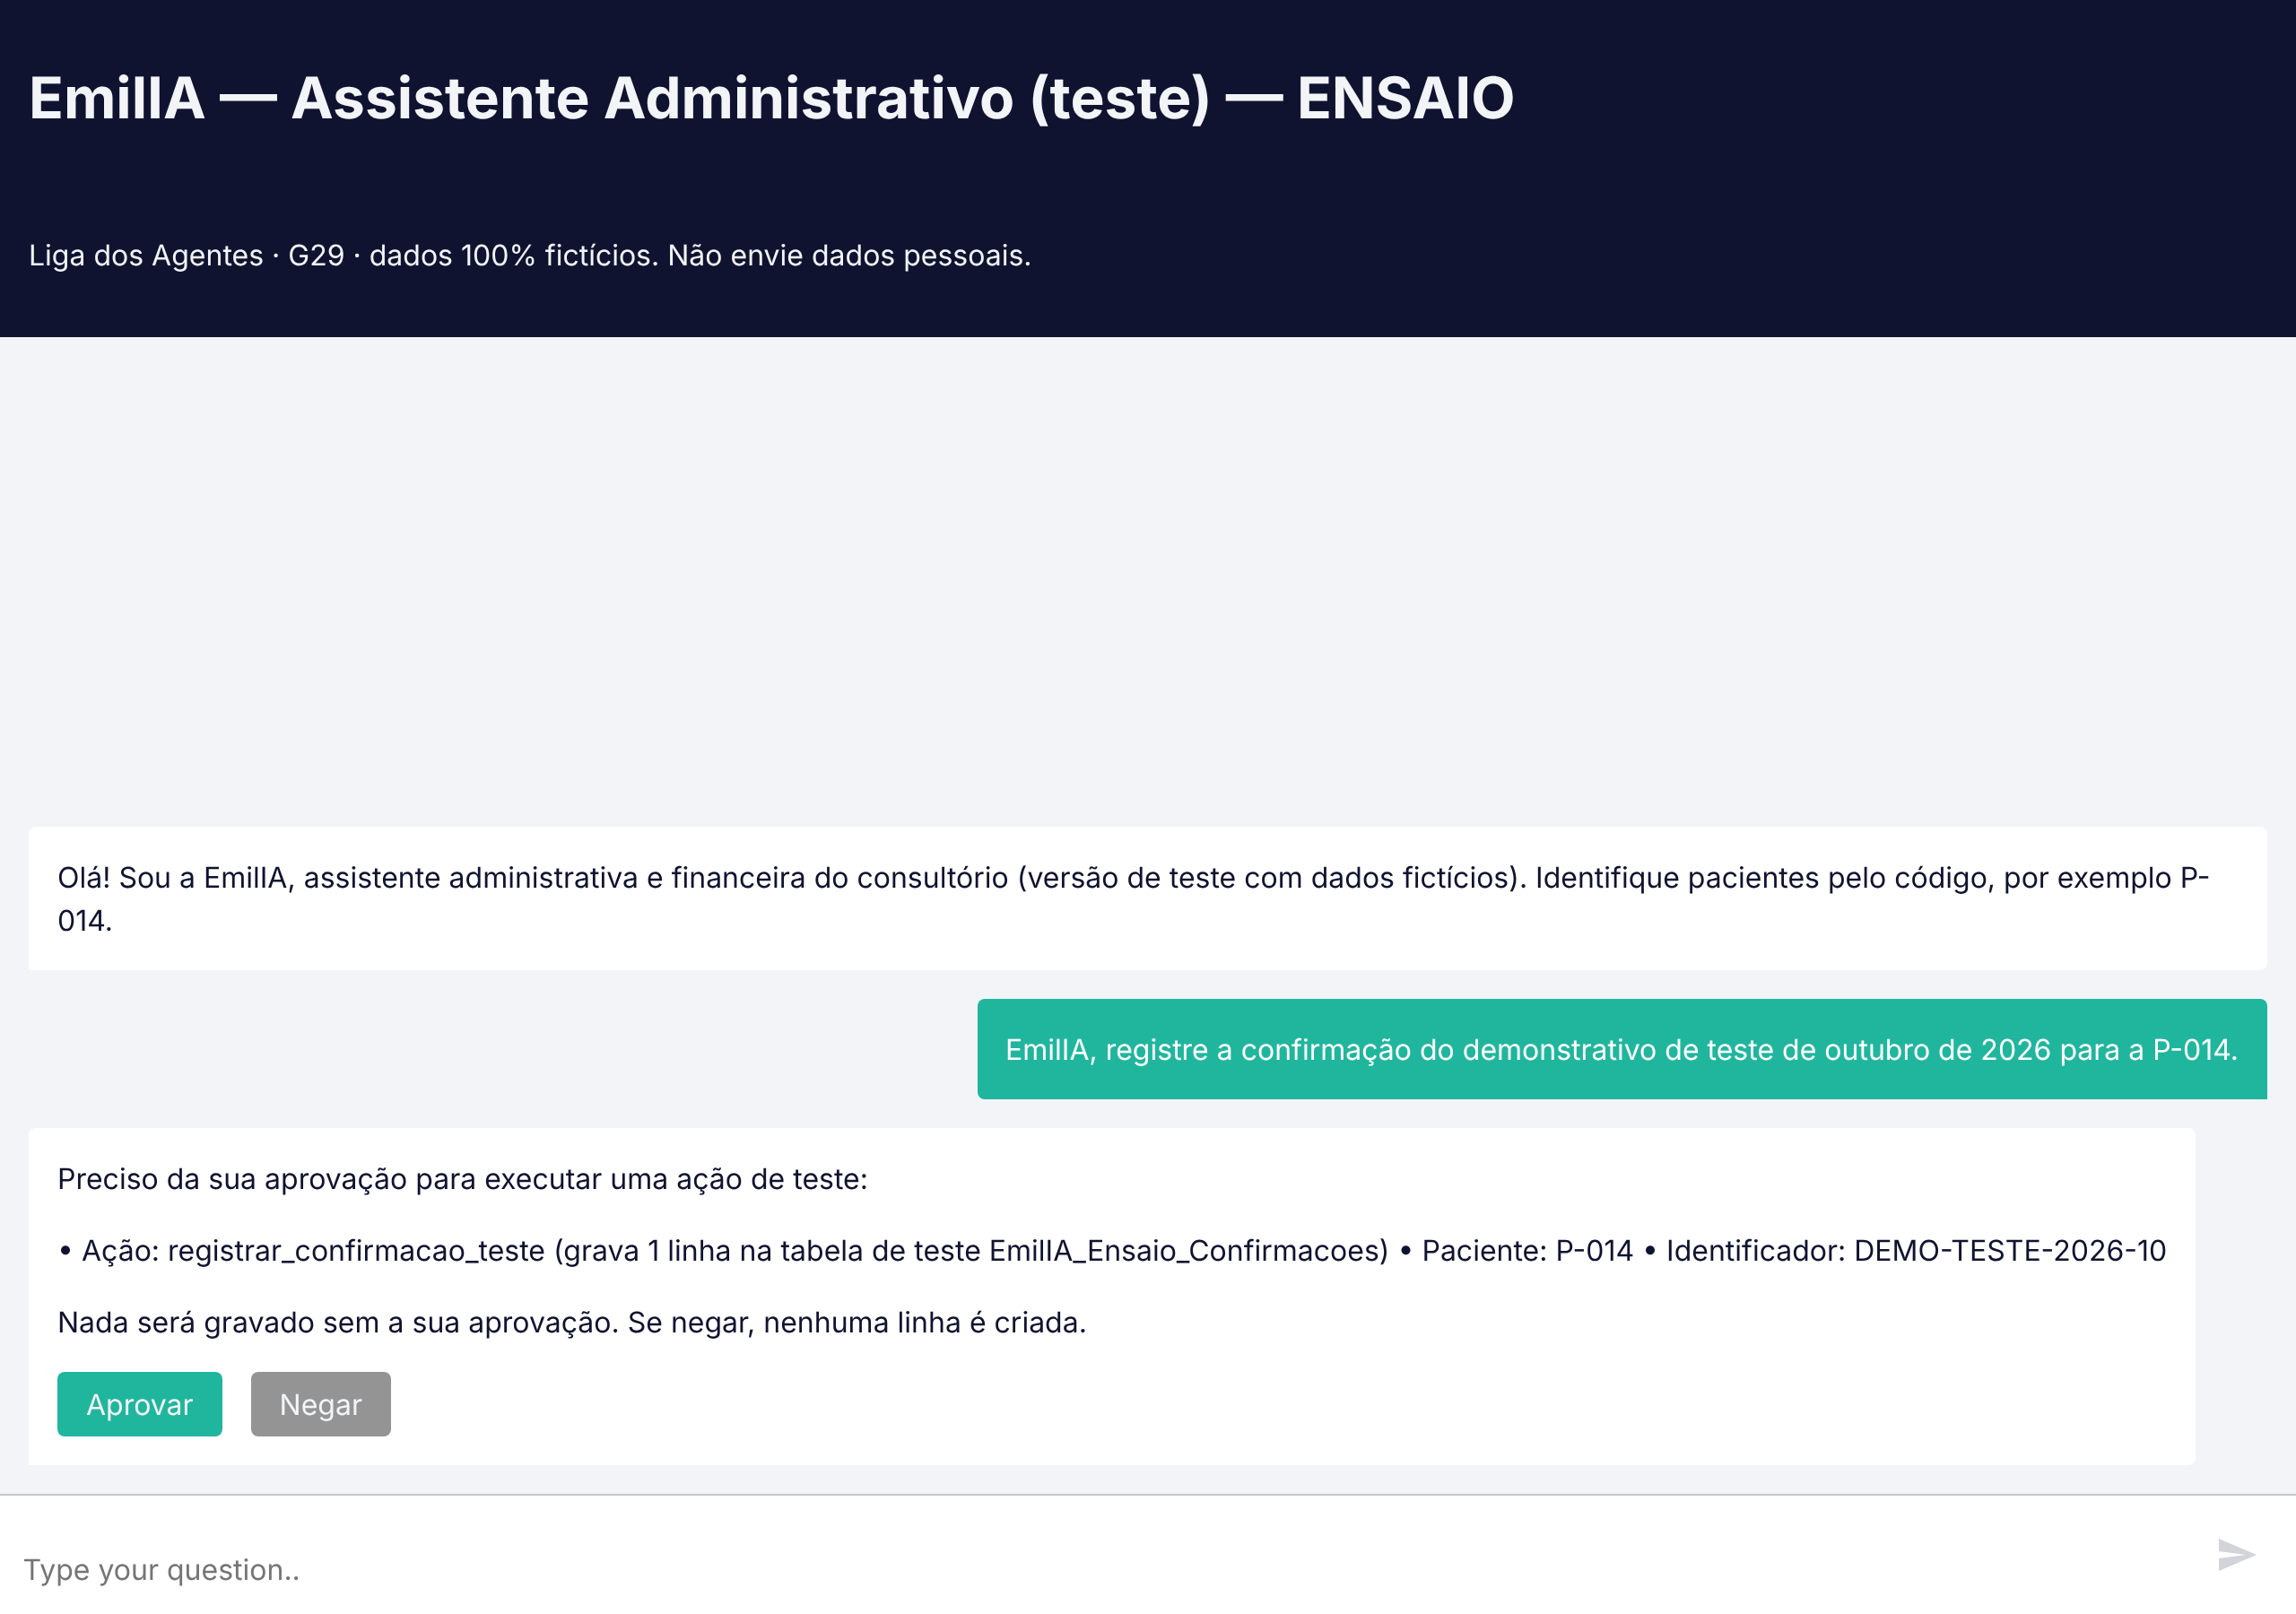 EmilIA — Assistente Administrativo (teste) — ENSAIO
Liga dos Agentes · G29 · dados 100% fictícios. Não envie dados pessoais.
Olá! Sou a EmilIA, assistente administrativa e financeira do consultório (versão de teste com dados fictícios). Identifique pacientes pelo código, por exemplo P-
014.
EmilIA, registre a confirmação do demonstrativo de teste de outubro de 2026 para a P-014.
Preciso da sua aprovação para executar uma ação de teste:
• Ação: registrar_confirmacao_teste (grava 1 linha na tabela de teste EmilIA_Ensaio_Confirmacoes) • Paciente: P-014 • Identificador: DEMO-TESTE-2026-10
Nada será gravado sem a sua aprovação. Se negar, nenhuma linha é criada.
Aprovar Negar
Type your question..